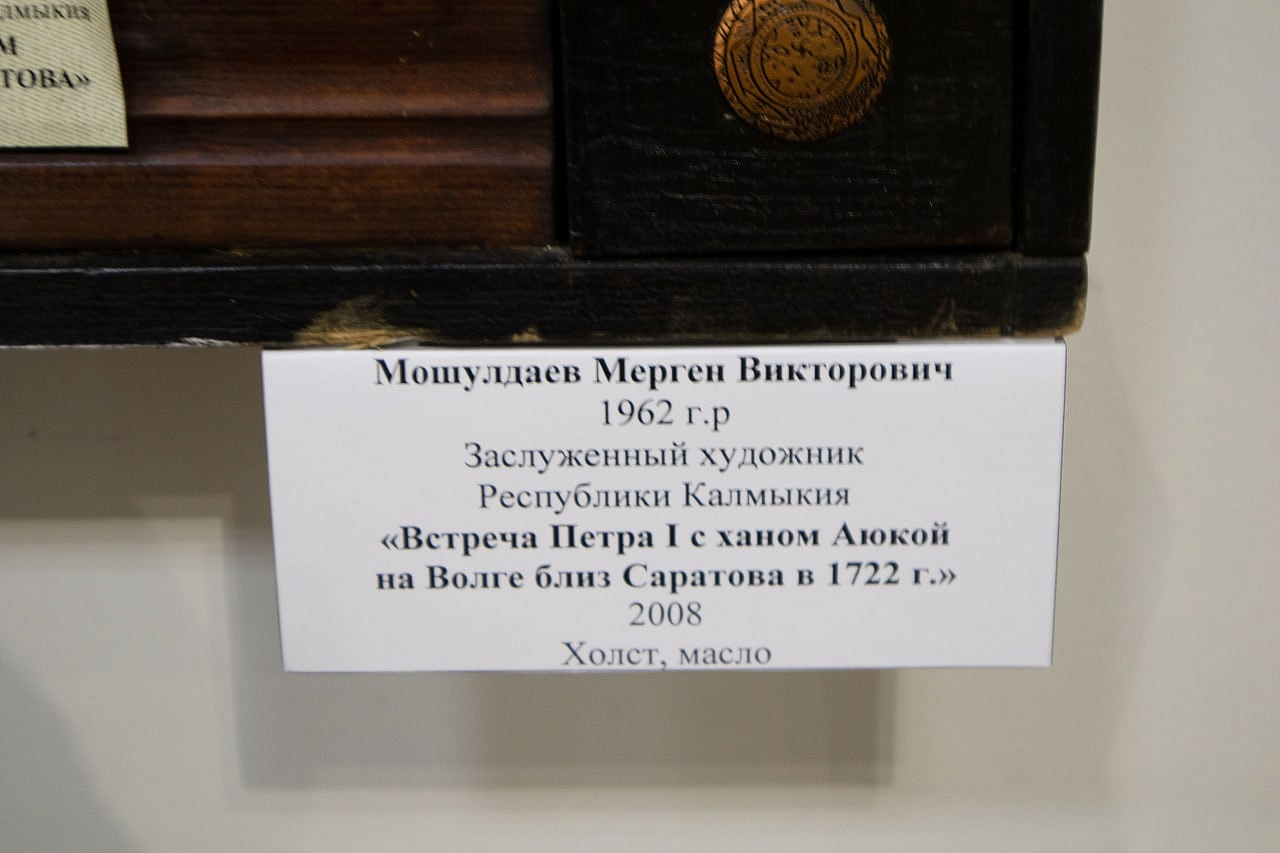 М
ТОВА»
Мошулдаев Мерген Викторович
1962 г.р
Заслуженный художник
Республики Калмыкия
«Встреча Петра I с ханом Аюкой
на Волге близ Саратова в 1722 г.»
2008
Холст, масло